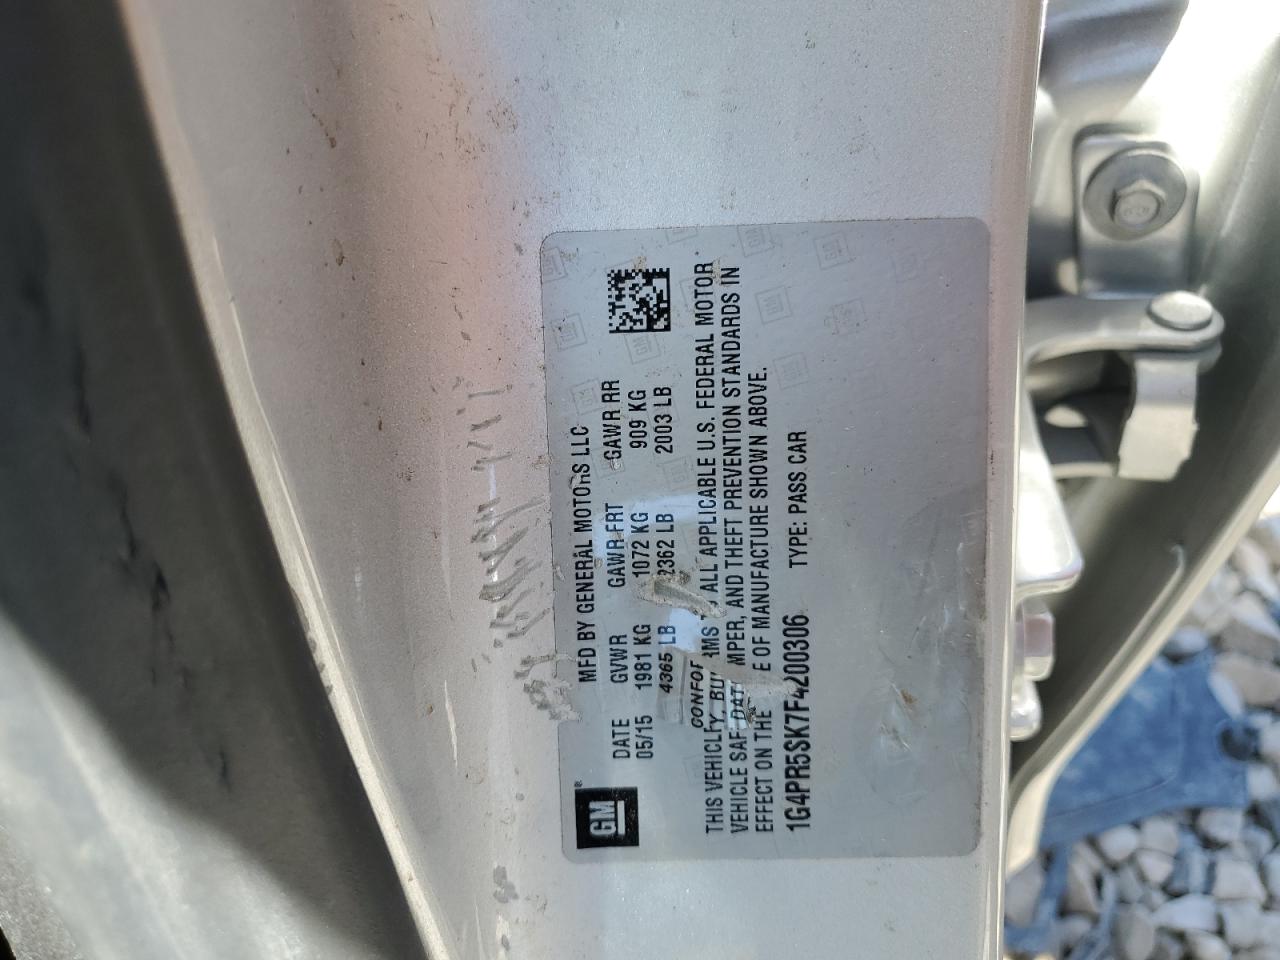 GM ®
MFD BY GENERAL MOTORS LLC
DATE GVWR GAWR FRT GAWR RR
05/15 1981 KG 1072 KG 909 KG
4365 LB 2362 LB 2003 LB
THIS VEHICLE ALL APPLICABLE U.S. FEDERAL MOTOR
VEHICLE AND THEFT PREVENTION STANDARDS IN
EFFECT ON THE OF MANUFACTURE SHOWN ABOVE.
1G4PR5SK7F4200306 TYPE: PASS CAR